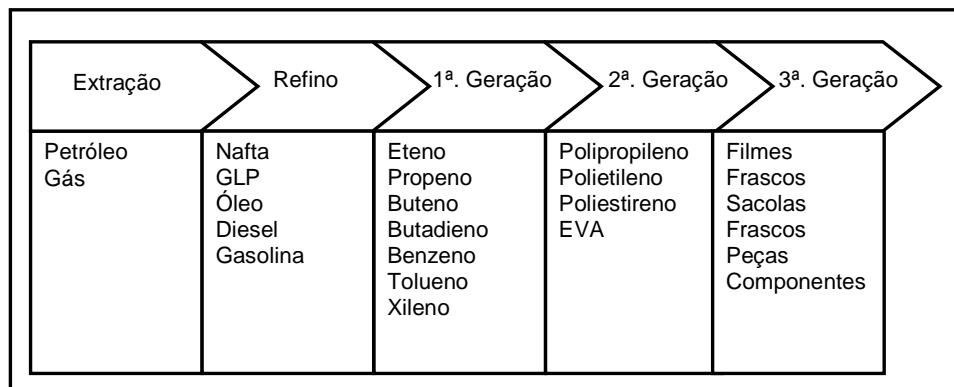 Extração
Refino
1ª. Geração
2ª. Geração
3ª. Geração
Petróleo
Gás
Nafta
GLP
Óleo
Diesel
Gasolina
Eteno
Propeno
Buteno
Butadieno
Benzeno
Tolueno
Xileno
Polipropileno
Polietileno
Poliestireno
EVA
Filmes
Frascos
Sacolas
Frascos
Peças
Componentes